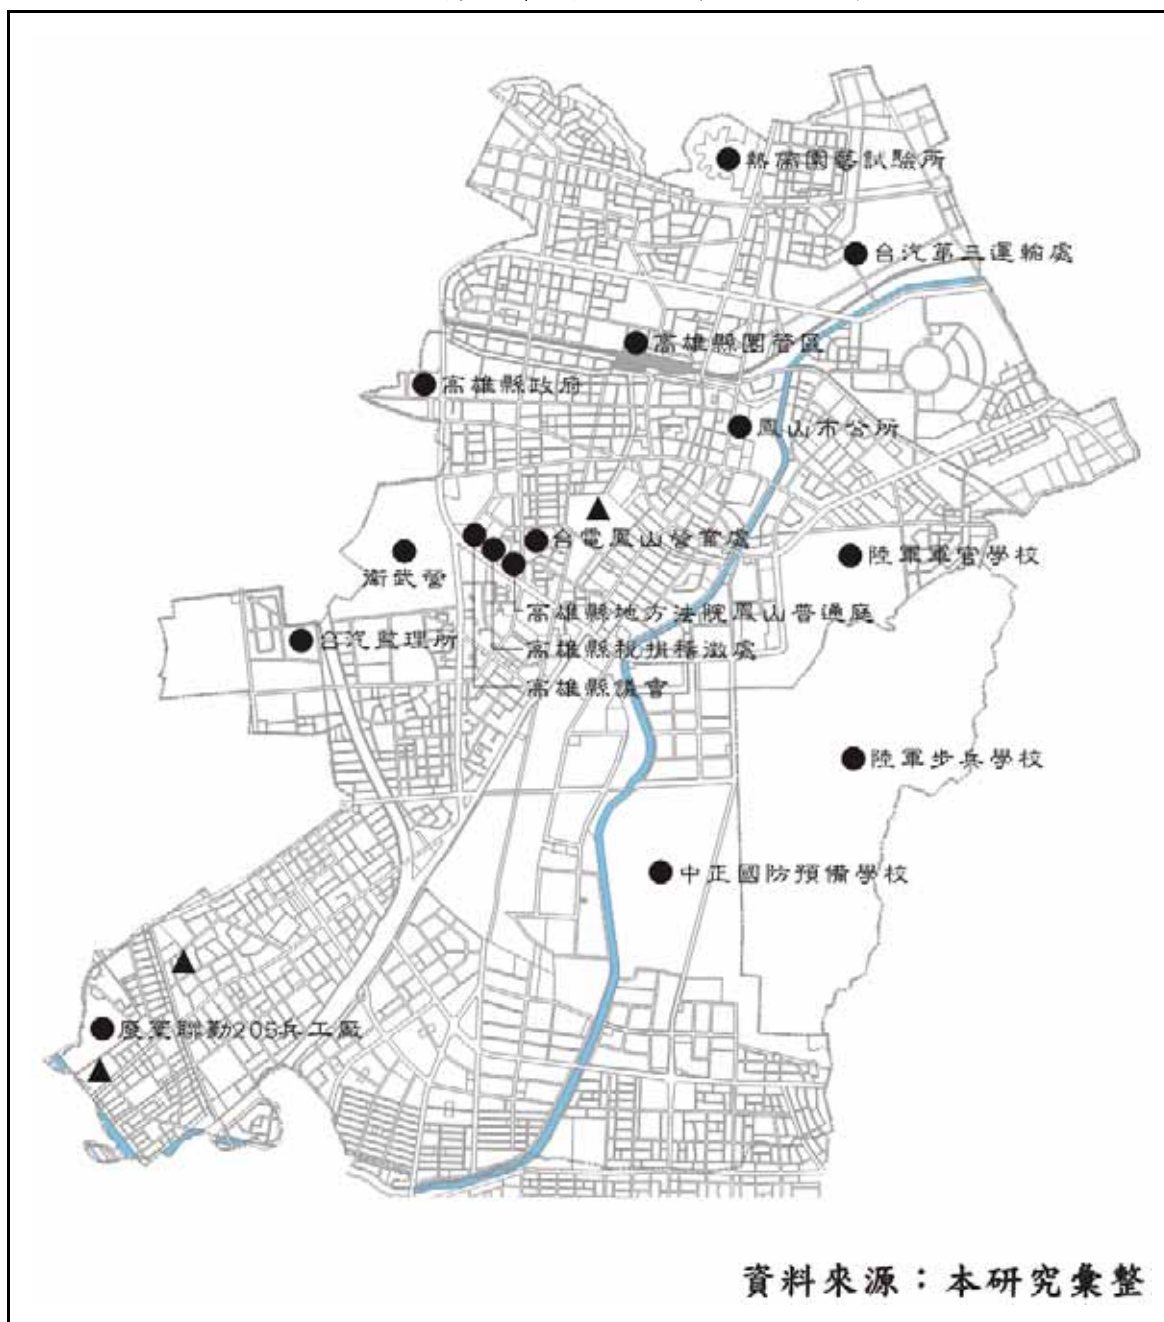 熱帶園藝試驗所
台汽第三運輸處
高雄縣團管區
高雄縣政府
鳳山市公所
台電鳳山營業處
陸軍軍官學校
衛武營
高雄縣地方法院鳳山普通庭
台汽監理所
高雄縣稅捐稽徵處
高雄縣議會
陸軍步兵學校
中正國防預備學校
聯勤205兵工廠
資料來源：本研究彙整